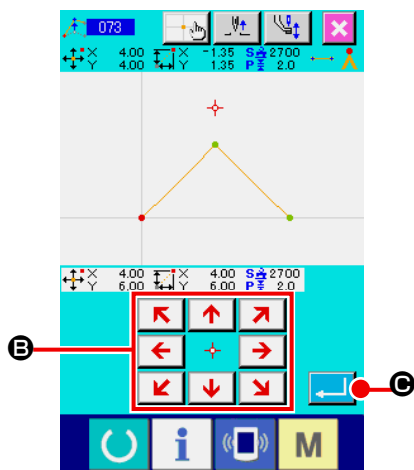 073
X 4.00 X -1.35 S 2700
Y 4.00 Y 1.35 P 2.0
X 4.00 X 4.00 S 2700
Y 6.00 Y 6.00 P 2.0
B
C
i M